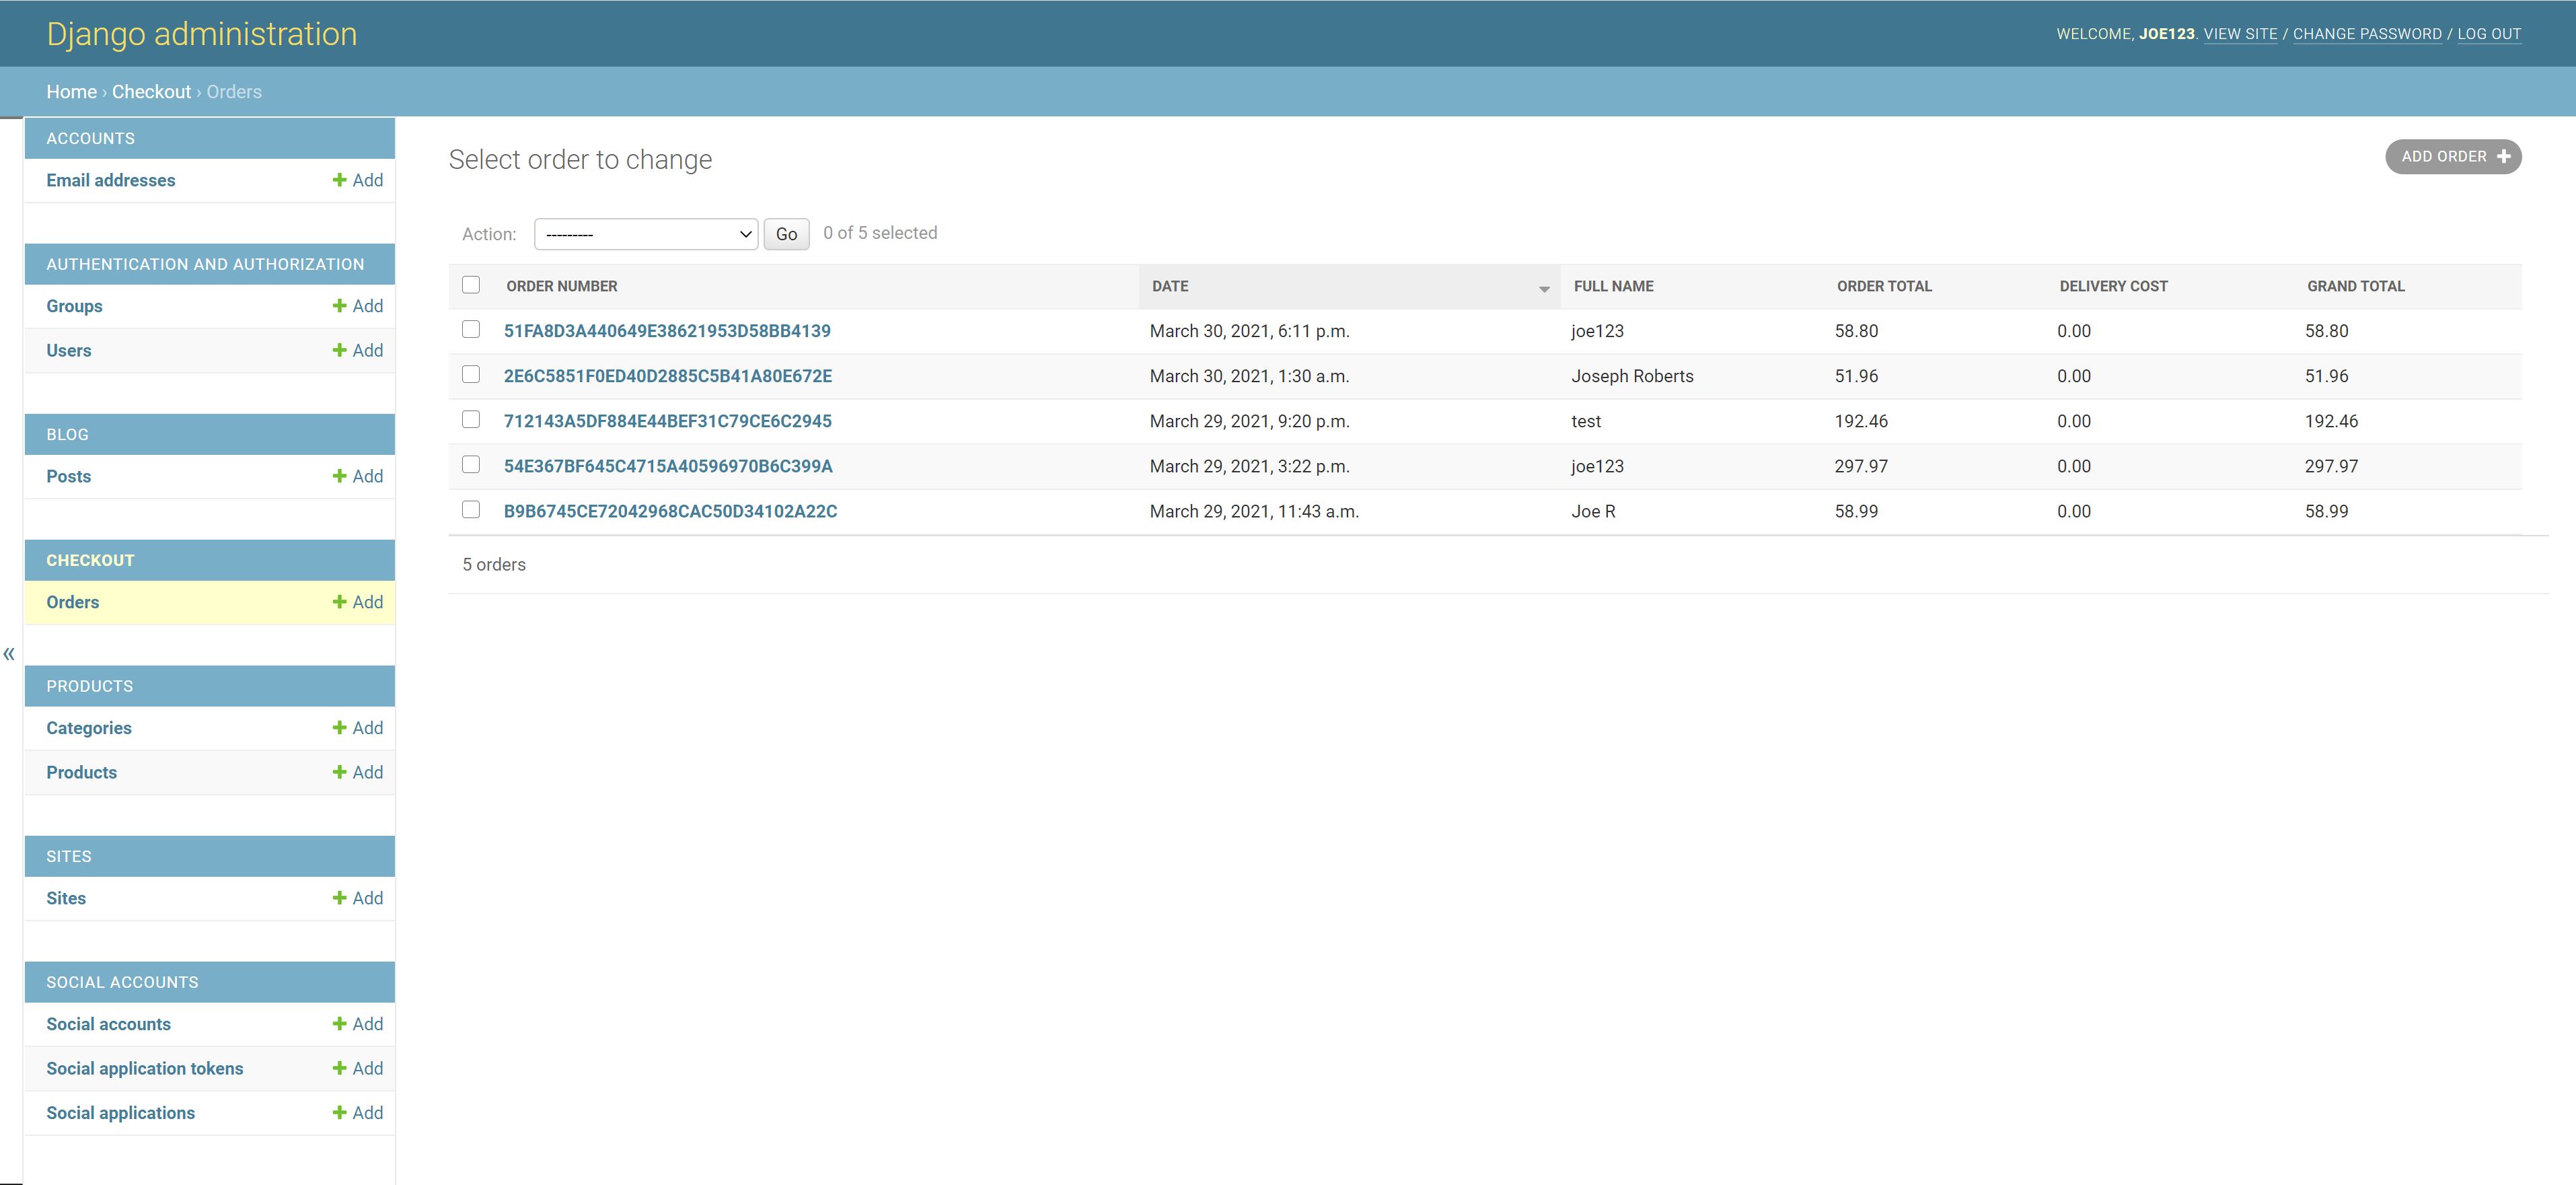 Django administration
WELCOME, JOE123. VIEW SITE / CHANGE PASSWORD / LOG OUT
Home › Checkout › Orders
ACCOUNTS
Email addresses + Add
AUTHENTICATION AND AUTHORIZATION
Groups + Add
Users + Add
BLOG
Posts + Add
CHECKOUT
Orders + Add
«
PRODUCTS
Categories + Add
Products + Add
SITES
Sites + Add
SOCIAL ACCOUNTS
Social accounts + Add
Social application tokens + Add
Social applications + Add
Select order to change
ADD ORDER +
Action: --------- Go 0 of 5 selected
ORDER NUMBER DATE FULL NAME ORDER TOTAL DELIVERY COST GRAND TOTAL
51FA8D3A440649E38621953D58BB4139 March 30, 2021, 6:11 p.m. joe123 58.80 0.00 58.80
2E6C5851F0ED40D2885C5B41A80E672E March 30, 2021, 1:30 a.m. Joseph Roberts 51.96 0.00 51.96
712143A5DF884E44BEF31C79CE6C2945 March 29, 2021, 9:20 p.m. test 192.46 0.00 192.46
54E367BF645C4715A40596970B6C399A March 29, 2021, 3:22 p.m. joe123 297.97 0.00 297.97
B9B6745CE72042968CAC50D34102A22C March 29, 2021, 11:43 a.m. Joe R 58.99 0.00 58.99
5 orders